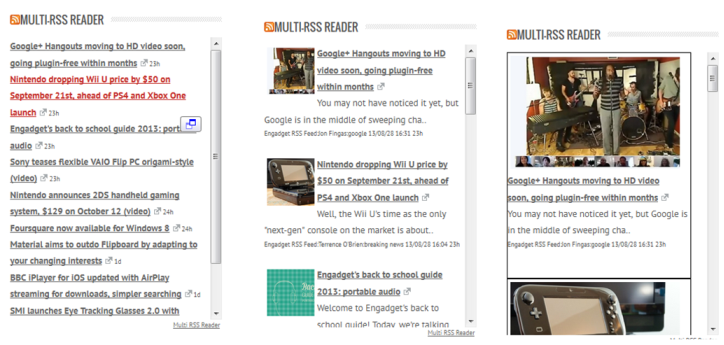 MULTI-RSS READER
Google+ Hangouts moving to HD video soon,
going plugin-free within months 23h
Nintendo dropping Wii U price by $50 on
September 21st, ahead of PS4 and Xbox One
launch 23h
Engadget's back to school guide 2013: portable
audio 23h
Sony teases flexible VAIO Flip PC origami-style
(video) 23h
Nintendo announces 2DS handheld gaming
system, $129 on October 12 (video) 24h
Foursquare now available for Windows 8 24h
Material aims to outdo Flipboard by adapting to
your changing interests 1d
BBC iPlayer for iOS updated with AirPlay
streaming for downloads, simpler searching 1d
SMI launches Eye Tracking Glasses 2.0 with
Multi RSS Reader
MULTI-RSS READER
Google+ Hangouts moving to HD
video soon, going plugin-free
within months
You may not have noticed it yet, but
Google is in the middle of sweeping cha..
Engadget RSS Feed:Jon Fingas:google 13/08/28 16:31 23h
Nintendo dropping Wii U price by
$50 on September 21st, ahead of
PS4 and Xbox One launch
Well, the Wii U's time as the only
"next-gen" console on the market is about..
Engadget RSS Feed:Terrence O'Brien:breaking news 13/08/28 16:04 23h
Engadget's back to school guide
2013: portable audio
Welcome to Engadget's back to
school guide! Today, we're talking
Multi RSS Reader
MULTI-RSS READER
Google+ Hangouts moving to HD video
soon, going plugin-free within months
You may not have noticed it yet, but Google is
in the middle of sweeping cha..
Engadget RSS Feed:Jon Fingas:google 13/08/28 16:31 23h